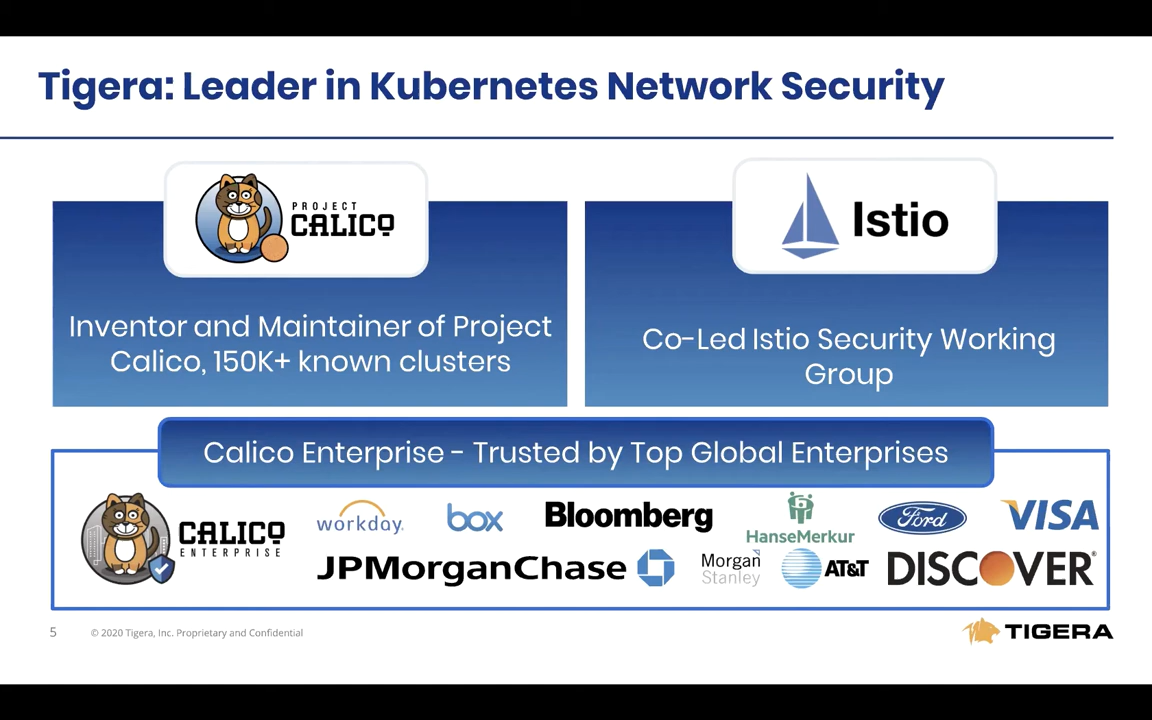 Tigera: Leader in Kubernetes Network Security
PROJECT
CALICO
Istio
Inventor and Maintainer of Project
Calico, 150K+ known clusters
Co-Led Istio Security Working
Group
Calico Enterprise - Trusted by Top Global Enterprises
CALICO
ENTERPRISE
workday.
box
Bloomberg
HanseMerkur
Ford
VISA
JPMorganChase
Morgan
Stanley
AT&T
DISCOVER®
5
© 2020 Tigera, Inc. Proprietary and Confidential
TIGERA